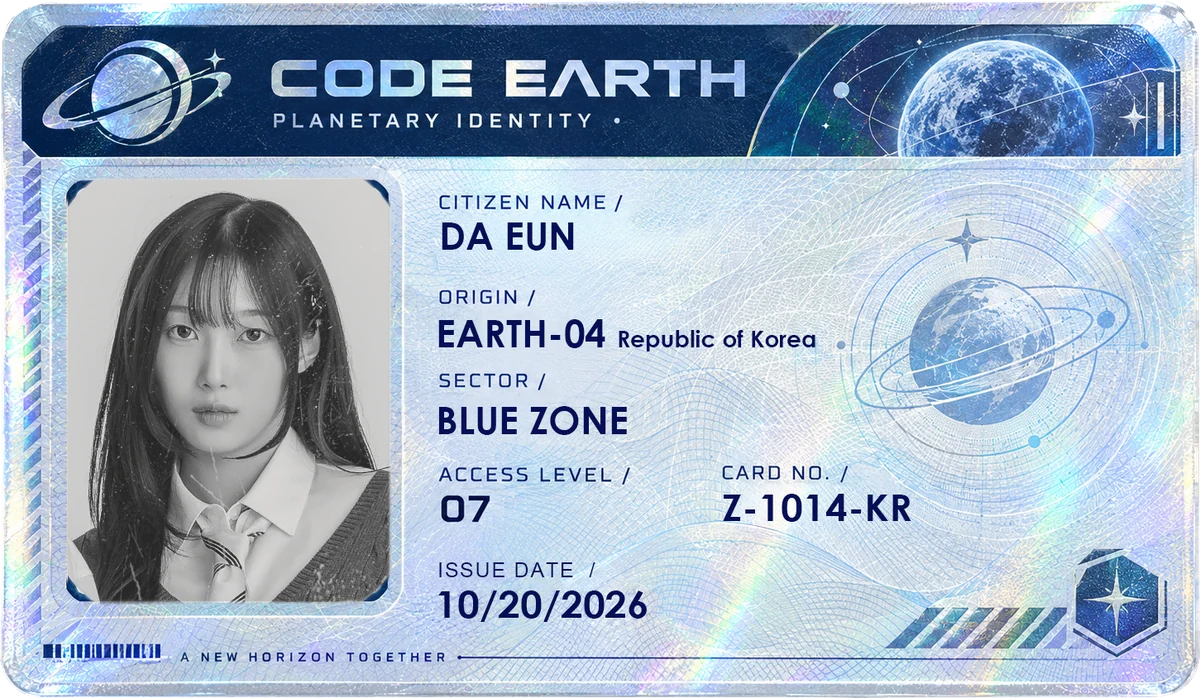 CODE EARTH
PLANETARY IDENTITY •
CITIZEN NAME /
DA EUN
ORIGIN /
EARTH-04 Republic of Korea
SECTOR /
BLUE ZONE
ACCESS LEVEL /
07
CARD NO. /
Z-1014-KR
ISSUE DATE /
10/20/2026
A NEW HORIZON TOGETHER